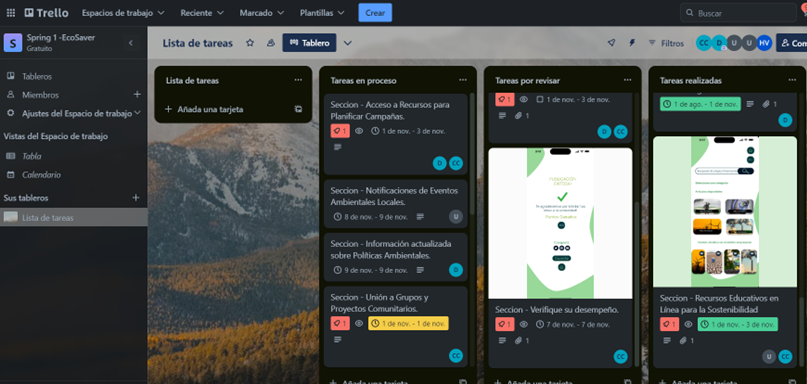 Trello
Espacios de trabajo
Reciente
Marcado
Plantillas
Crear
Buscar
S
Spring 1 -EcoSaver
Gratuito
Lista de tareas
Tablero
Filtros
CC
D
U
U
HV
Com
Tableros
Miembros
Ajustes del Espacio de trabajo
Vistas del Espacio de trabajo
Tabla
Calendario
Sus tableros
Lista de tareas
Lista de tareas
Añada una tarjeta
Tareas en proceso
Seccion - Acceso a Recursos para
Planificar Campañas.
1
1 de nov. - 3 de nov.
D CC
Seccion - Notificaciones de Eventos
Ambientales Locales.
8 de nov. - 9 de nov.
U
Seccion - Información actualizada
sobre Políticas Ambientales.
9 de nov. - 9 de nov.
D
Seccion - Unión a Grupos y
Proyectos Comunitarios.
1
1 de nov. - 1 de nov.
CC
Añada una tarjeta
Tareas por revisar
1
1 de nov. - 3 de nov.
1
D CC
Seccion - Verifique su desempeño.
1
7 de nov. - 7 de nov.
1
CC
Añada una tarjeta
Tareas realizadas
1 de ago. - 1 de nov.
1
D
Seccion - Recursos Educativos en
Línea para la Sostenibilidad
1
1 de nov. - 3 de nov.
1
U CC
Añada una tarjeta